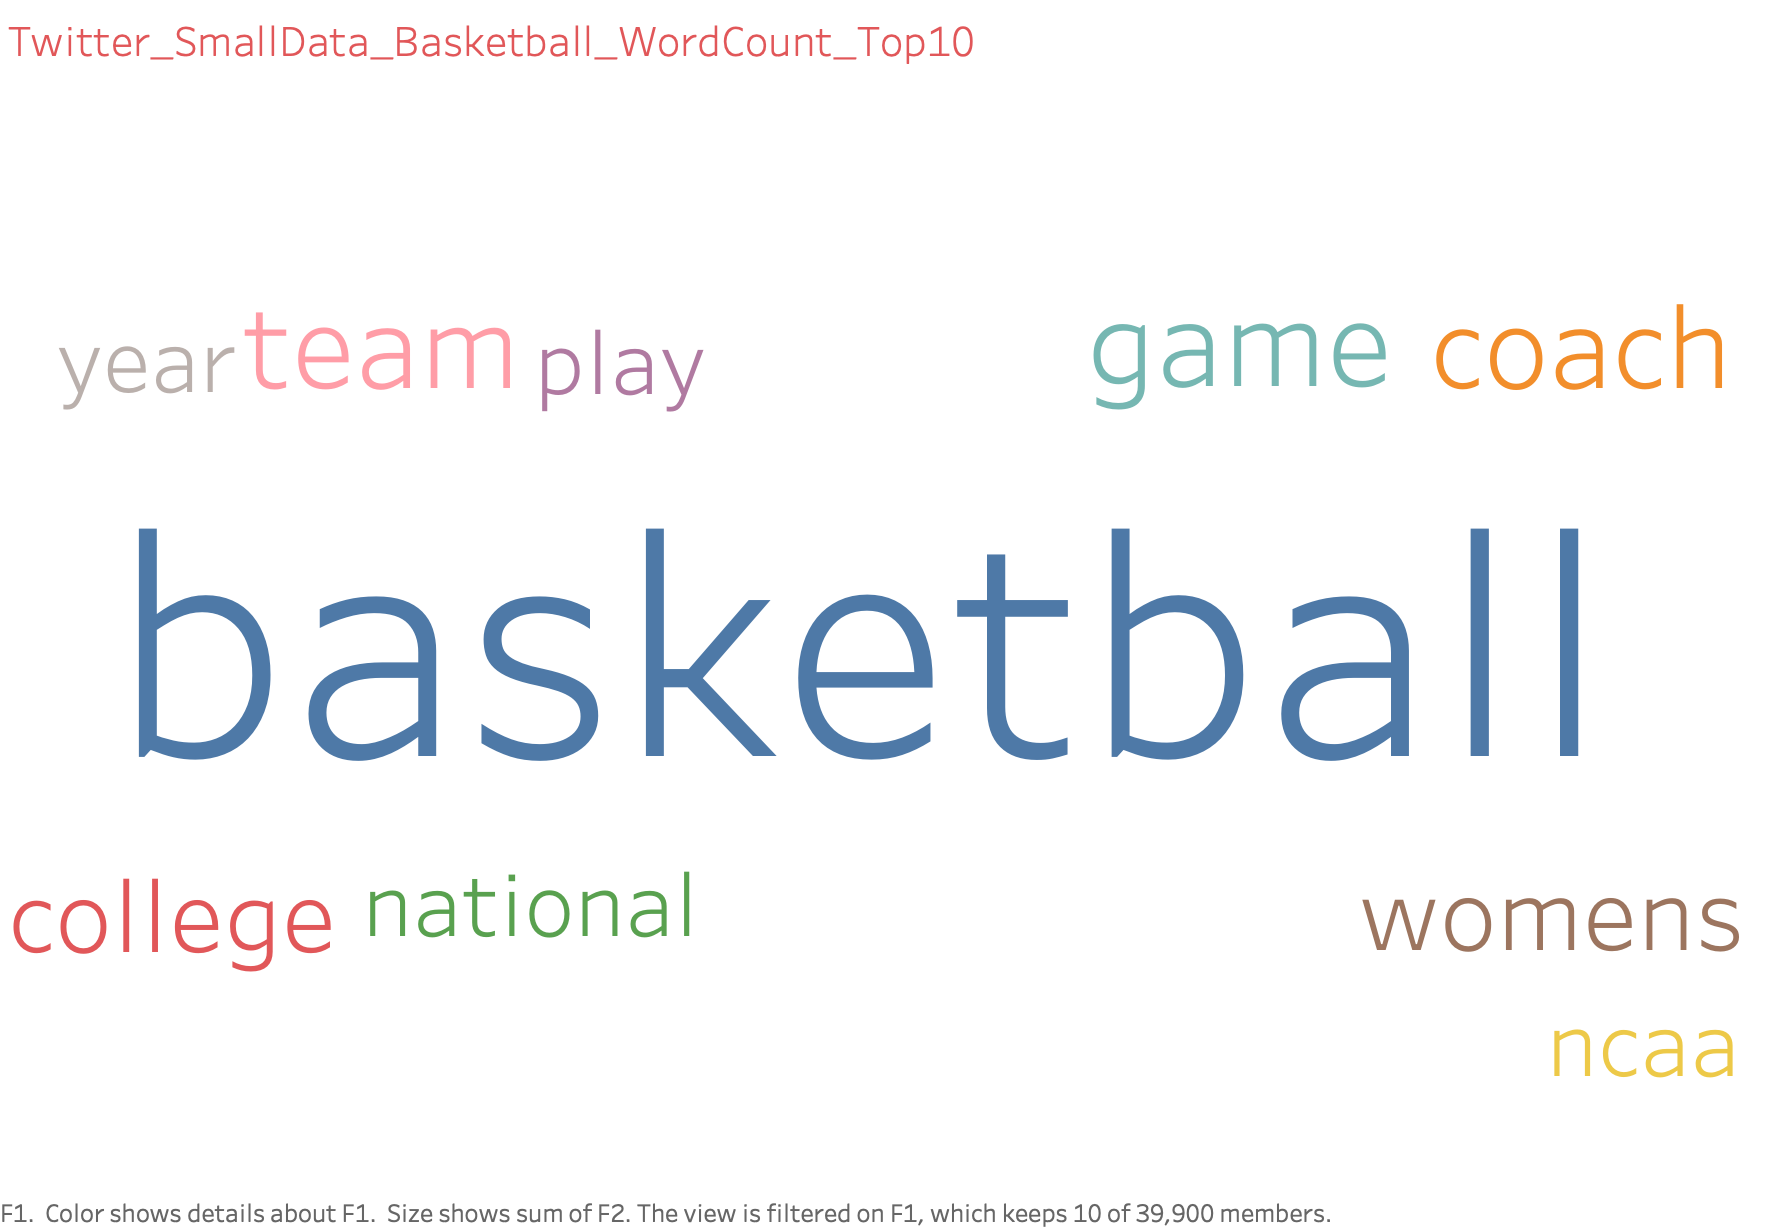 Twitter_SmallData_Basketball_WordCount_Top10
year team play game coach
basketball
college national womens
ncaa
F1. Color shows details about F1. Size shows sum of F2. The view is filtered on F1, which keeps 10 of 39,900 members.